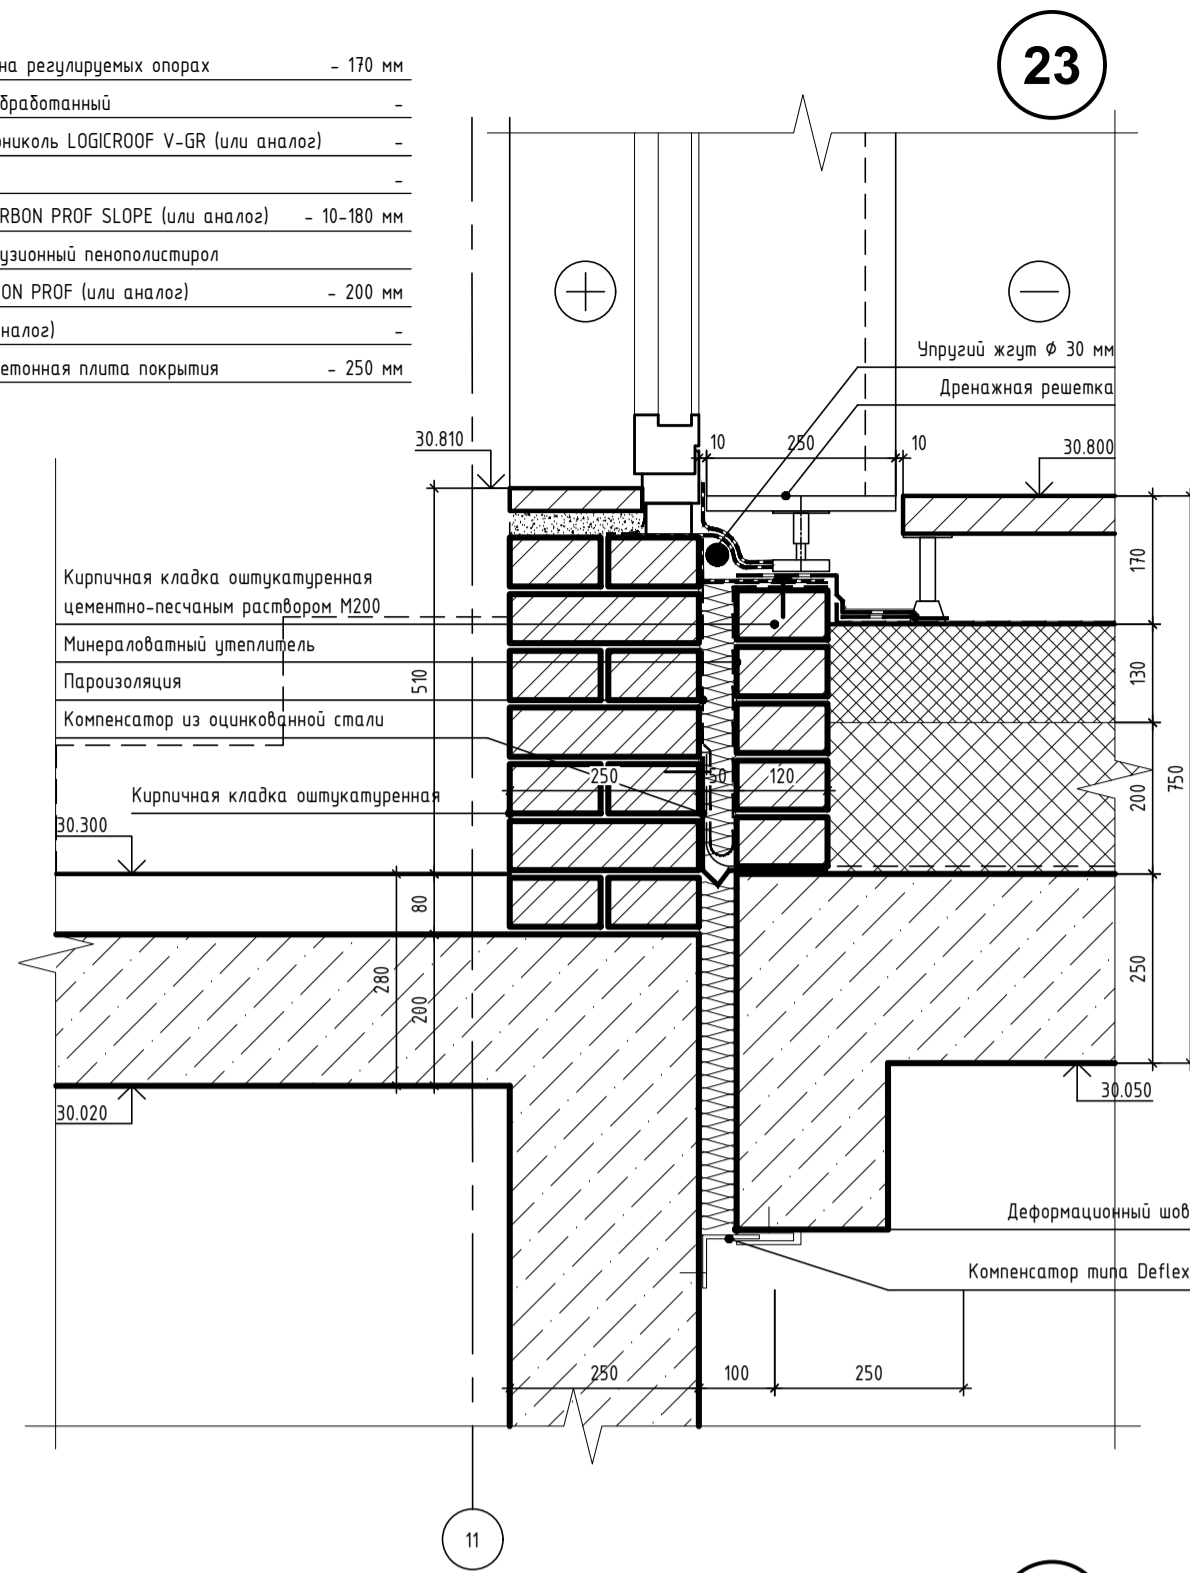 23
на регулируемых опорах - 170 мм
бработанный -
ониколь LOGICROOF V-GR (или аналог) -
-
RBON PROF SLOPE (или аналог) - 10-180 мм
узионный пенополистирол
ON PROF (или аналог) - 200 мм
налог) -
етонная плита покрытия - 250 мм
Упругий жгут Ф 30 мм
Дренажная решетка
30.810
10
250
10
30.800
Кирпичная кладка оштукатуренная
цементно-песчаным раствором М200
Минераловатный утеплитель
Пароизоляция
Компенсатор из оцинкованной стали
Кирпичная кладка оштукатуренная
510
170
130
200
750
250
50
120
30.300
80
280
200
250
30.020
30.050
Деформационный шов
Компенсатор типа Deflex
250
100
250
11